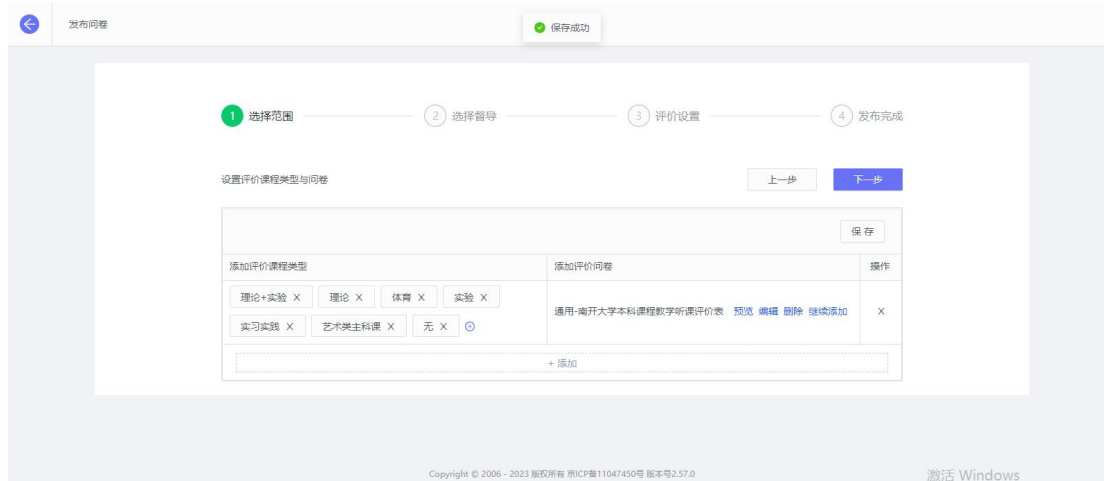 发布问卷
保存成功
1 选择范围 2 选择督导 3 评价设置 4 发布完成
设置评价课程类型与问卷 上一步 下一步
保存
添加评价课程类型 添加评价问卷 操作
理论+实验 X 理论 X 体育 X 实验 X
通用-南开大学本科课程教学听课评价表 预览 编辑 删除 继续添加 X
实习实践 X 艺术类主科课 X 无 X
+ 添加
Copyright © 2006 - 2023 版权所有 京ICP备11047450号 版本号2.57.0
激活 Windows